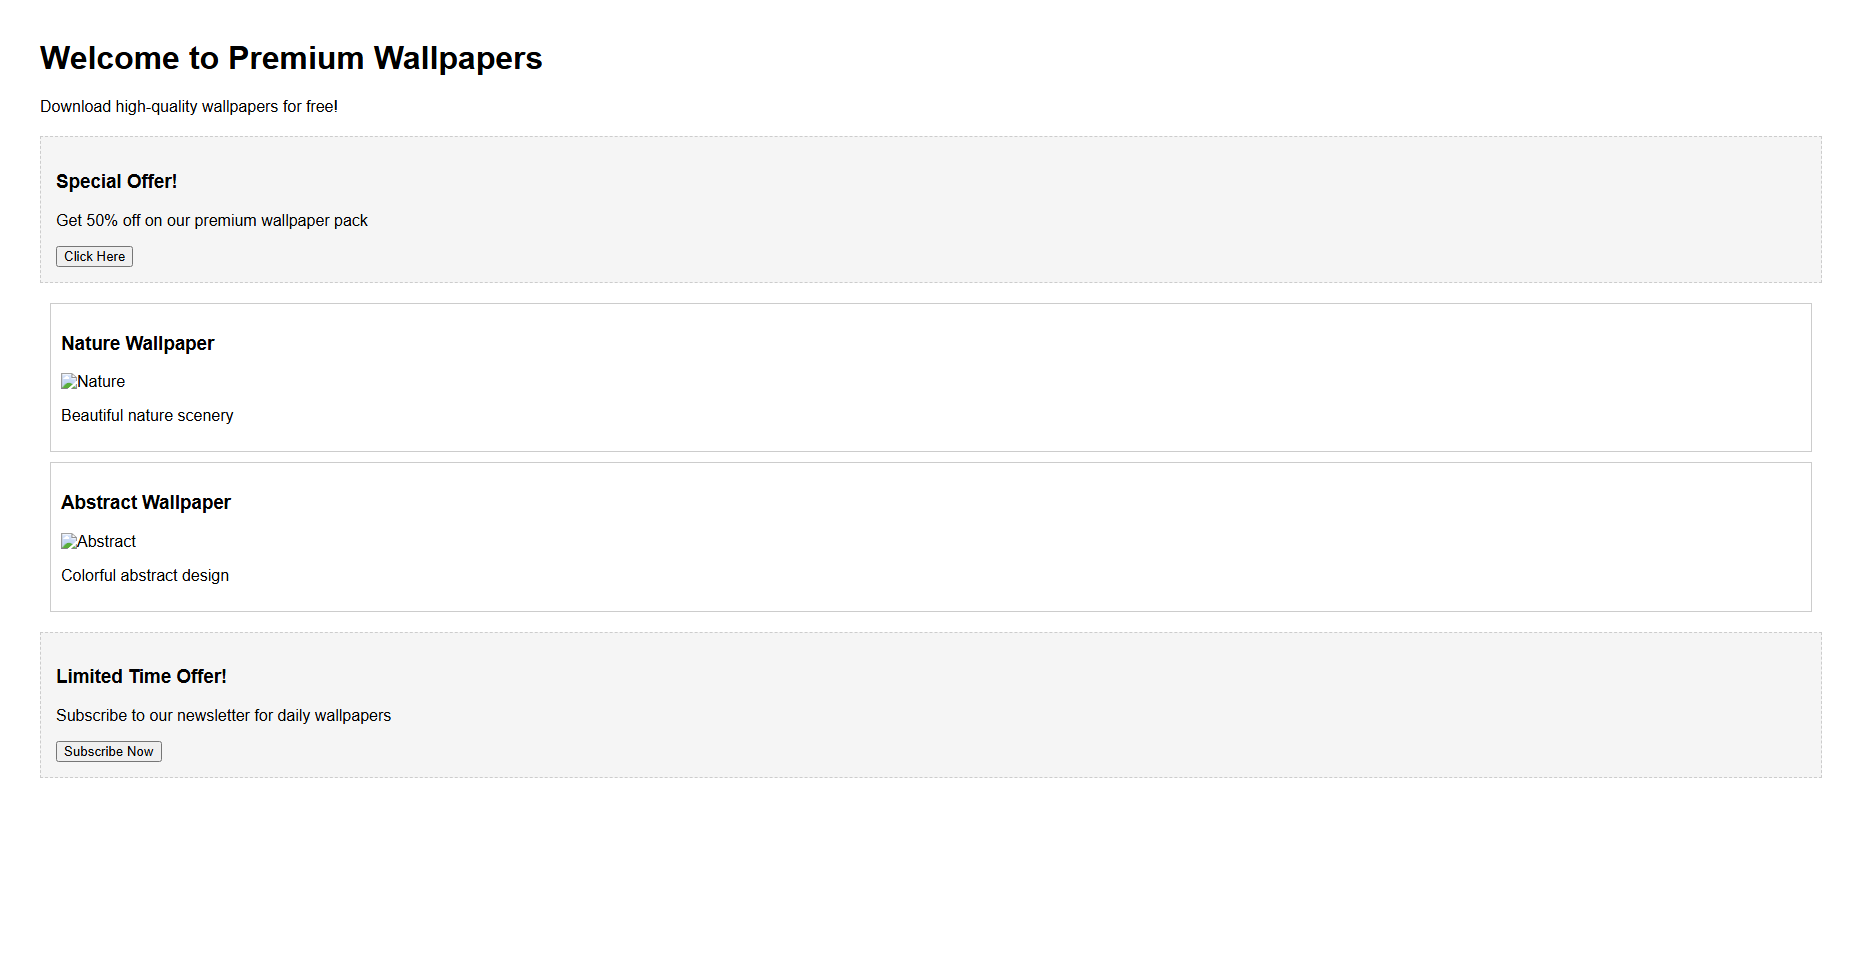 Welcome to Premium Wallpapers
Download high-quality wallpapers for free!
Special Offer!
Get 50% off on our premium wallpaper pack
Click Here
Nature Wallpaper
Nature
Beautiful nature scenery
Abstract Wallpaper
Abstract
Colorful abstract design
Limited Time Offer!
Subscribe to our newsletter for daily wallpapers
Subscribe Now